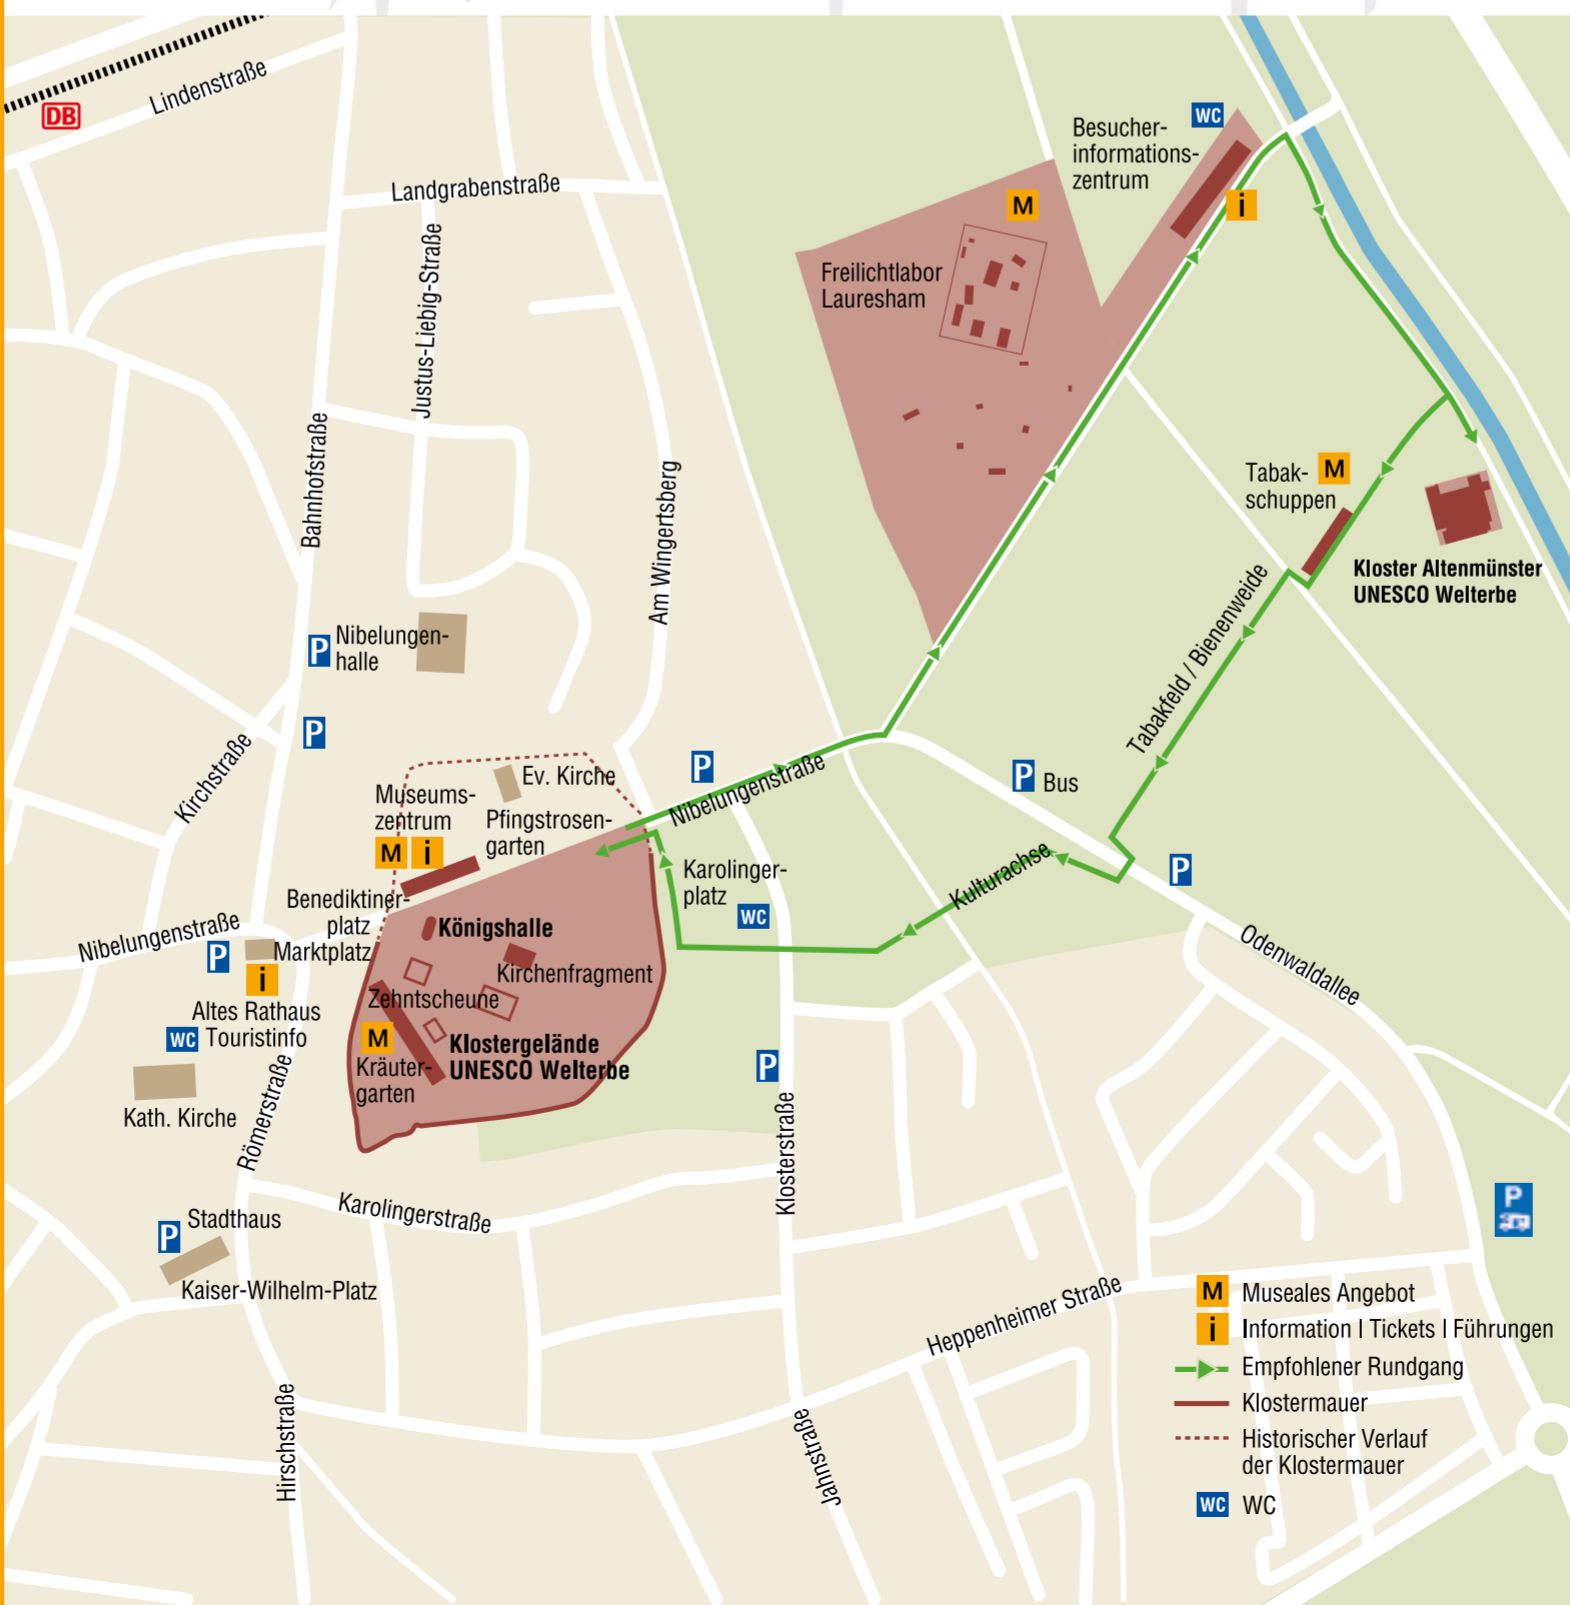 DB
Lindenstraße
Landgrabenstraße
Justus-Liebig-Straße
Bahnhofstraße
Am Wingertsberg
WC
Besucher-
informations-
zentrum
i
M
Freilichtlabor
Lauresham
Tabak-
schuppen
M
Kloster Altenmünster
UNESCO Welterbe
Tabakfeld / Bienenweide
P
Nibelungen-
halle
P
Kirchstraße
P
Nibelungenstraße
P Bus
P
Kulturachse
Odenwaldallee
Ev. Kirche
Museums-
zentrum
M i
Pfingstrosen-
garten
Karolinger-
platz
WC
Benediktiner-
platz
Marktplatz
Nibelungenstraße
P
i
Altes Rathaus
WC Touristinfo
Kath. Kirche
Römerstraße
Königshalle
Kirchenfragment
Zehntscheune
M
Kräuter-
garten
Klostergelände
UNESCO Welterbe
P
Klosterstraße
Karolingerstraße
Stadthaus
P
Kaiser-Wilhelm-Platz
Hirschstraße
Jahnstraße
Heppenheimer Straße
P
M Museales Angebot
i Information I Tickets I Führungen
Empfohlener Rundgang
Klostermauer
Historischer Verlauf
der Klostermauer
WC WC